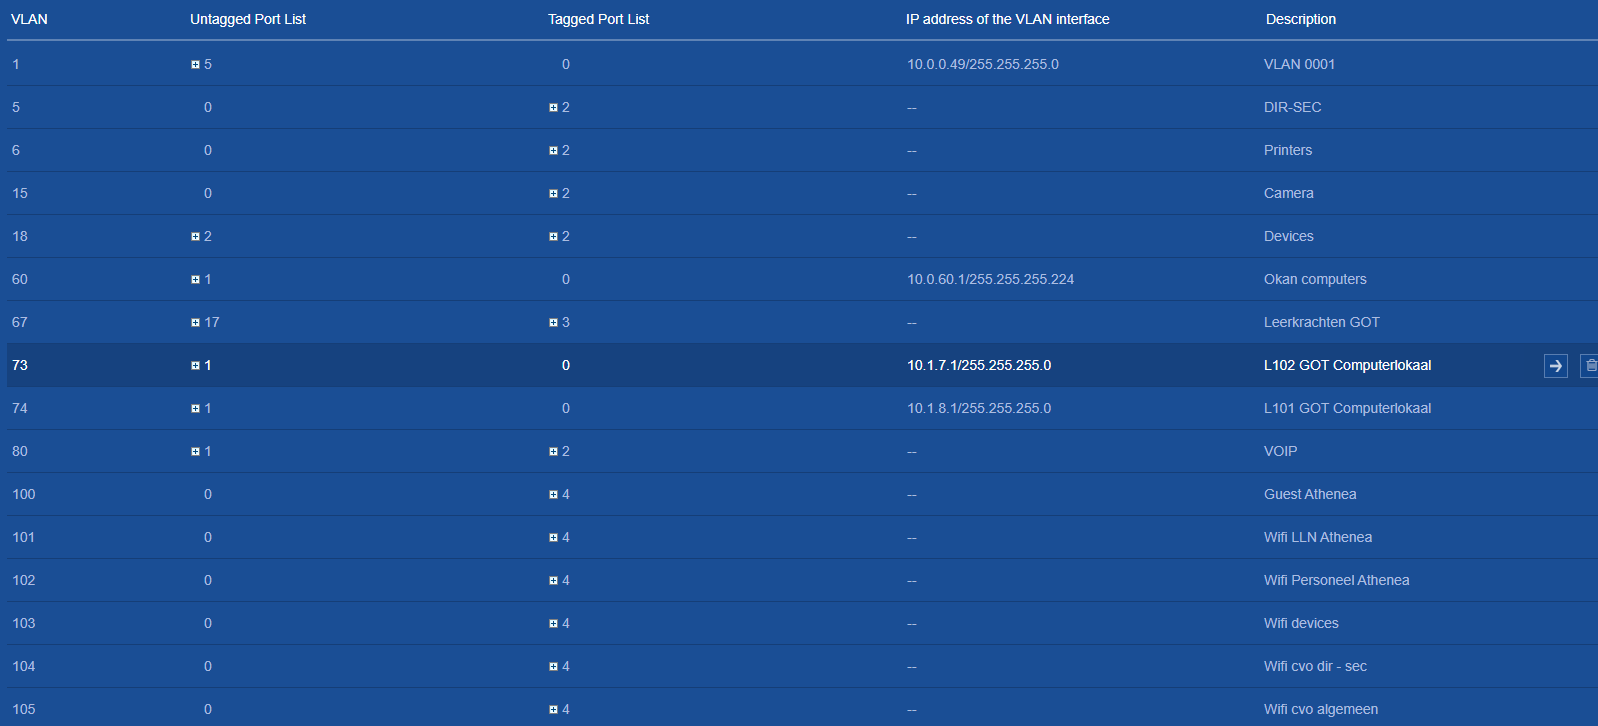 VLAN Untagged Port List Tagged Port List IP address of the VLAN interface Description
1 5 0 10.0.0.49/255.255.255.0 VLAN 0001
5 0 2 -- DIR-SEC
6 0 2 -- Printers
15 0 2 -- Camera
18 2 2 -- Devices
60 1 0 10.0.60.1/255.255.255.224 Okan computers
67 17 3 -- Leerkrachten GOT
73 1 0 10.1.7.1/255.255.255.0 L102 GOT Computerlokaal
74 1 0 10.1.8.1/255.255.255.0 L101 GOT Computerlokaal
80 1 2 -- VOIP
100 0 4 -- Guest Athenea
101 0 4 -- Wifi LLN Athenea
102 0 4 -- Wifi Personeel Athenea
103 0 4 -- Wifi devices
104 0 4 -- Wifi cvo dir - sec
105 0 4 -- Wifi cvo algemeen